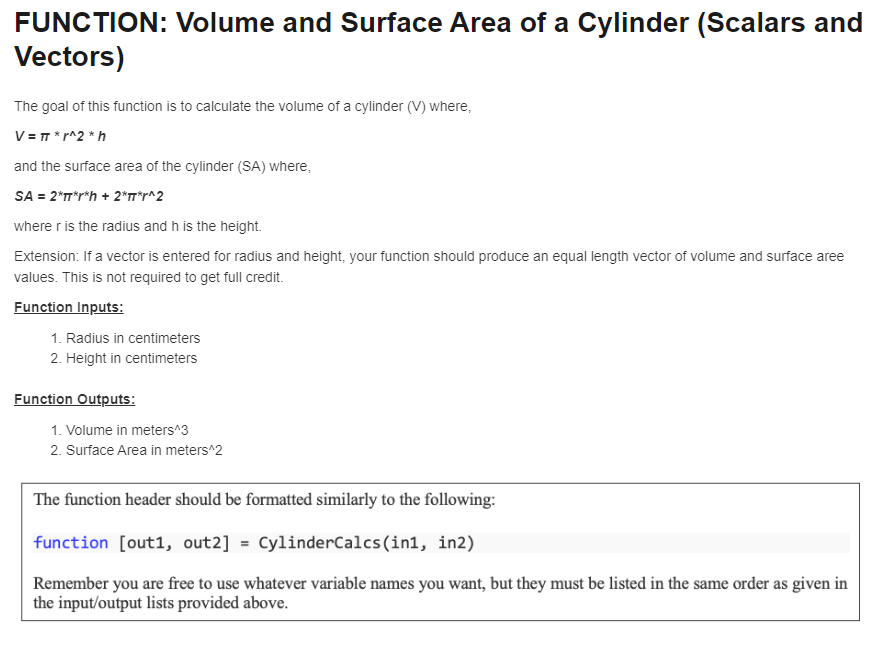 FUNCTION: Volume and Surface Area of a Cylinder (Scalars and
Vectors)
The goal of this function is to calculate the volume of a cylinder (V) where,
V = π * r^2 * h
and the surface area of the cylinder (SA) where,
SA = 2*π*r*h + 2*π*r^2
where r is the radius and h is the height.
Extension: If a vector is entered for radius and height, your function should produce an equal length vector of volume and surface aree
values. This is not required to get full credit.
Function Inputs:
1. Radius in centimeters
2. Height in centimeters
Function Outputs:
1. Volume in meters^3
2. Surface Area in meters^2
The function header should be formatted similarly to the following:
function [out1, out2] = CylinderCalcs(in1, in2)
Remember you are free to use whatever variable names you want, but they must be listed in the same order as given in
the input/output lists provided above.